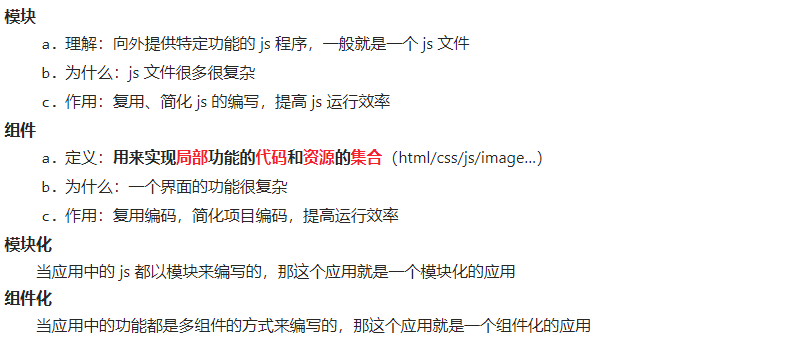 模块
a. 理解：向外提供特定功能的 js 程序，一般就是一个 js 文件
b. 为什么：js 文件很多很复杂
c. 作用：复用、简化 js 的编写，提高 js 运行效率
组件
a. 定义：用来实现局部功能的代码和资源的集合（html/css/js/image…）
b. 为什么：一个界面的功能很复杂
c. 作用：复用编码，简化项目编码，提高运行效率
模块化
当应用中的 js 都以模块来编写的，那这个应用就是一个模块化的应用
组件化
当应用中的功能都是多组件的方式来编写的，那这个应用就是一个组件化的应用